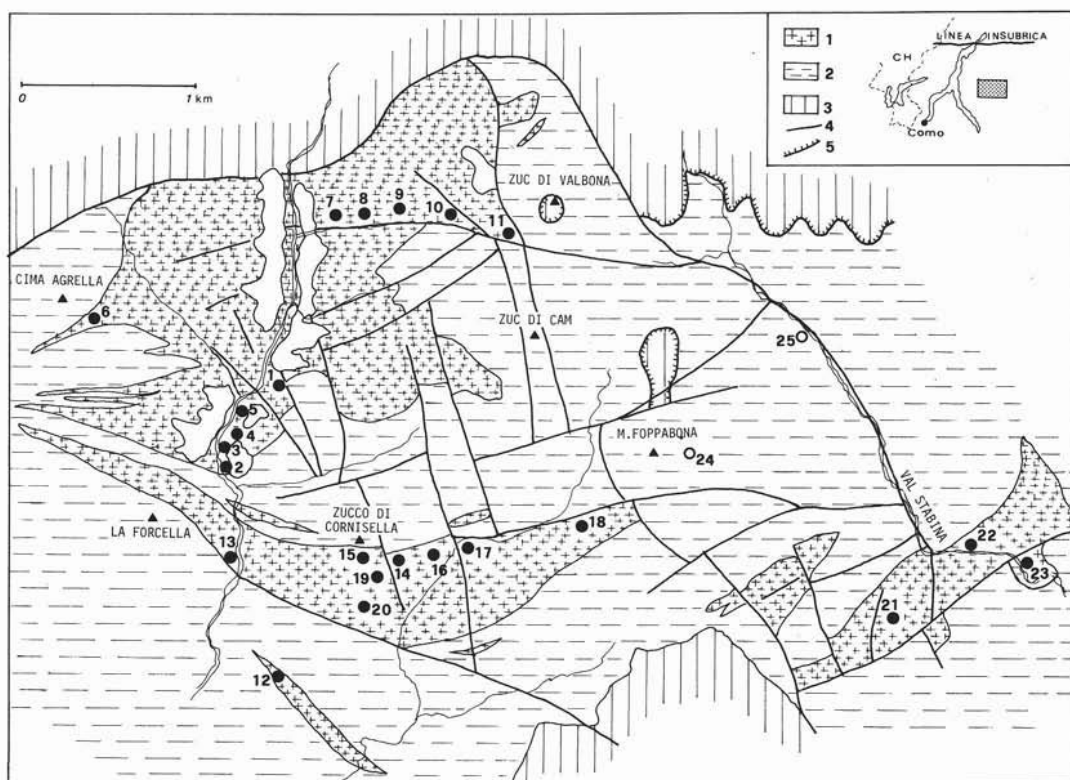 0 1 km
1
2
3
4
5
LINEA INSUBRICA
CH
Como
ZUC DI VALBONA
7
8
9
10
11
CIMA AGRELLA
6
ZUC DI CAM
25
1
5
4
3
2
M.FOPPABONA
24
VAL STABINA
LA FORCELLA
ZUCCO DI
CORNISELLA
13
15
14
16
17
18
19
20
22
23
21
12